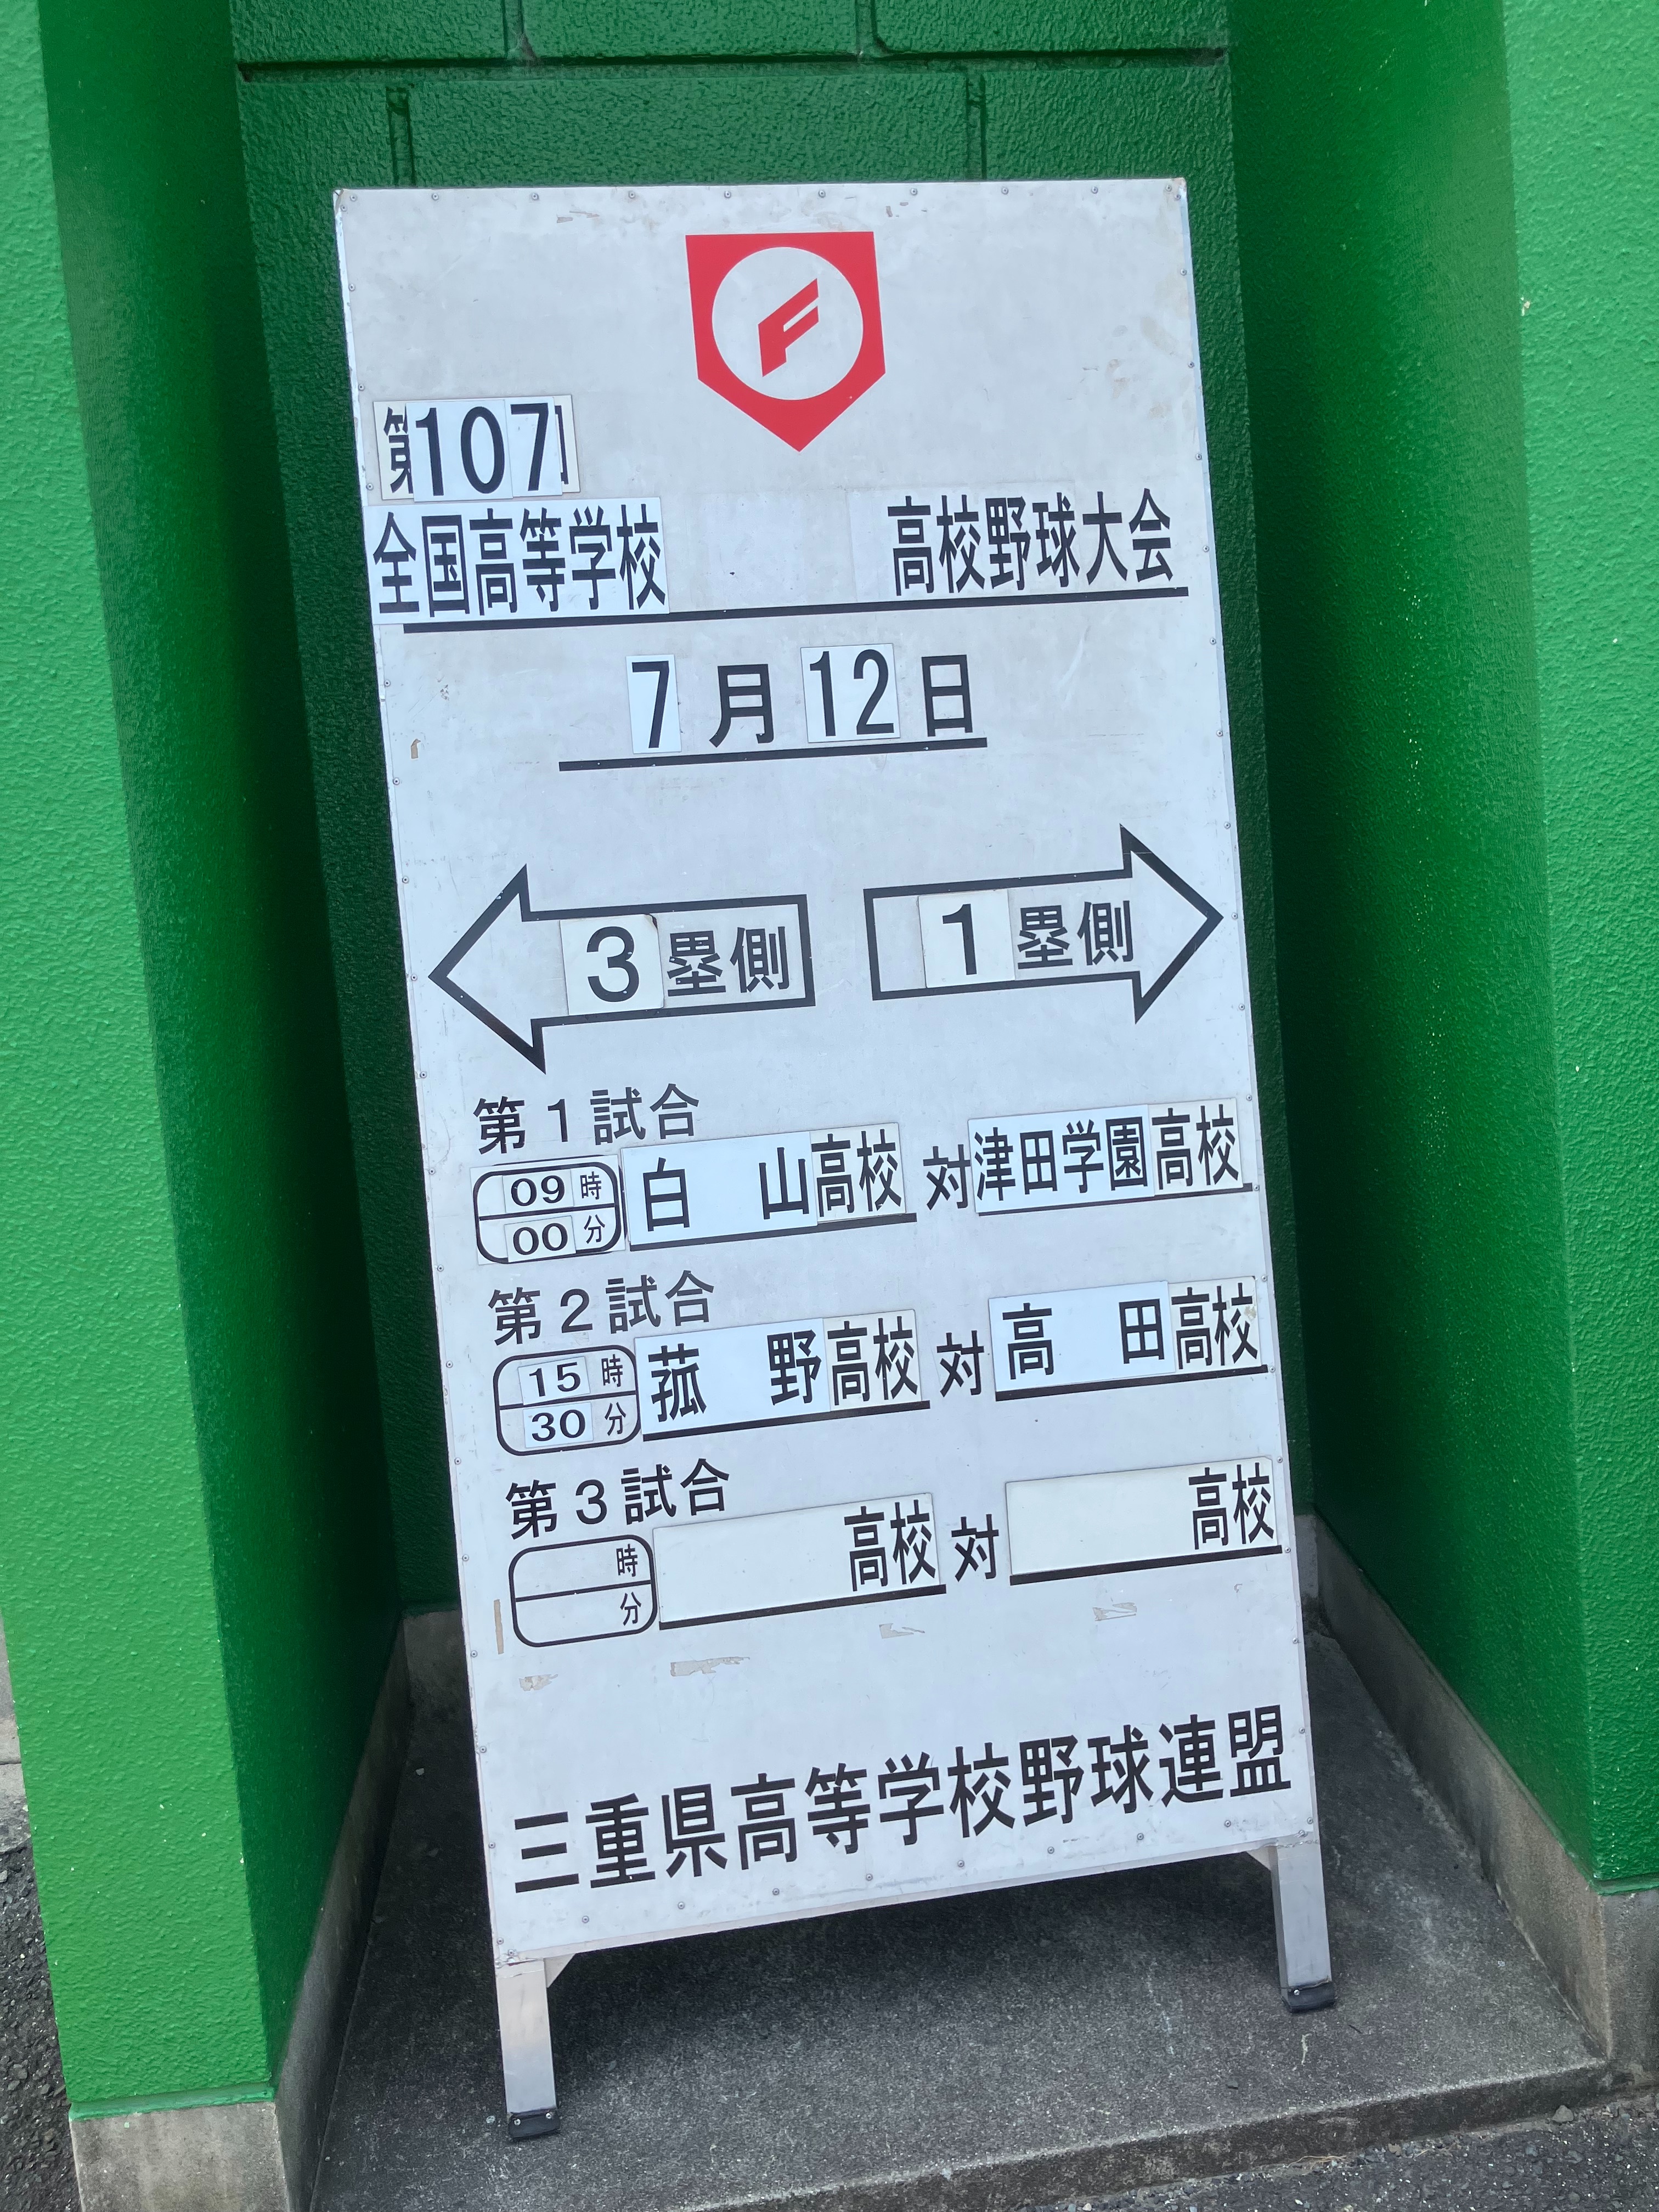 F
第107回
全国高等学校 高校野球大会
7月12日
3塁側 1塁側
第1試合
09時00分 白山高校 対 津田学園高校
第2試合
15時30分 菰野高校 対 高田高校
第3試合
時 分 高校 対 高校
三重県高等学校野球連盟